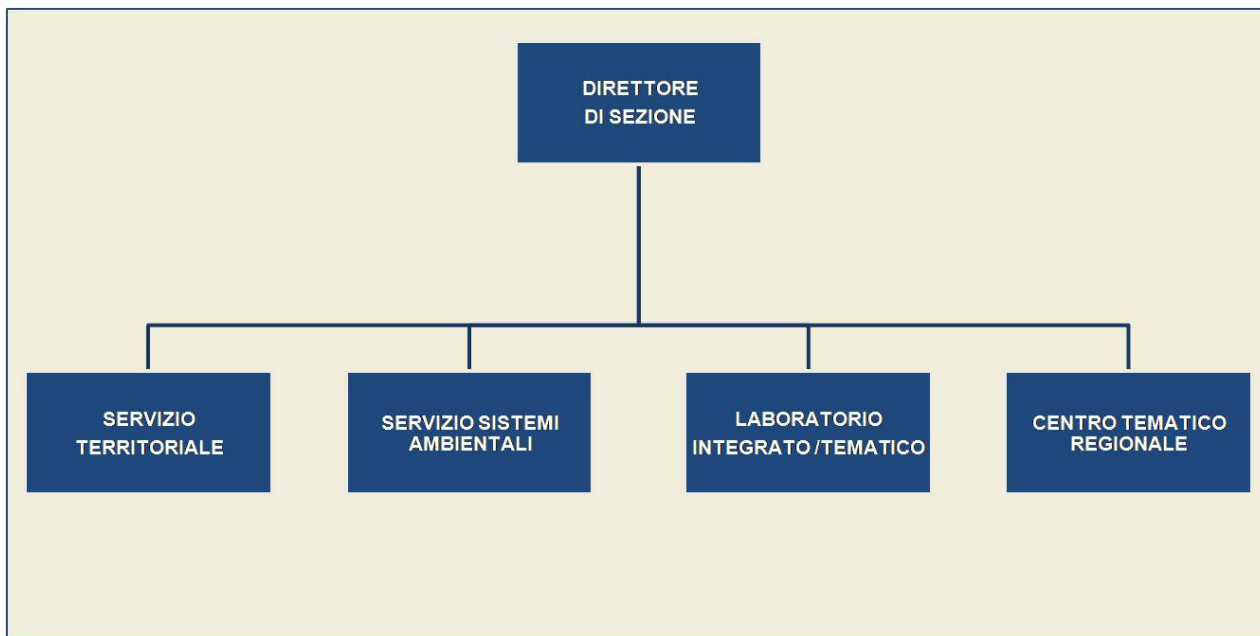 DIRETTORE
DI SEZIONE
SERVIZIO
TERRITORIALE
SERVIZIO SISTEMI
AMBIENTALI
LABORATORIO
INTEGRATO /TEMATICO
CENTRO TEMATICO
REGIONALE